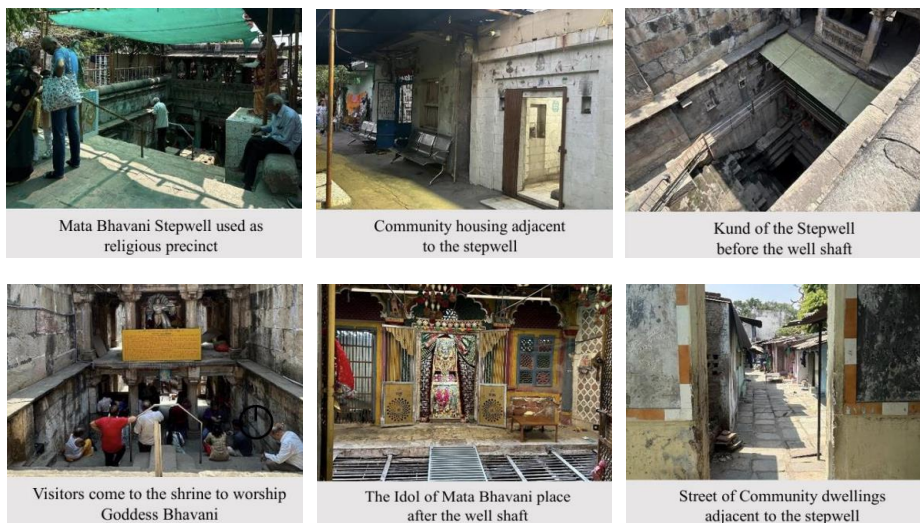 Mata Bhavani Stepwell used as
religious precinct
Community housing adjacent
to the stepwell
Kund of the Stepwell
before the well shaft
Visitors come to the shrine to worship
Goddess Bhavani
The Idol of Mata Bhavani place
after the well shaft
Street of Community dwellings
adjacent to the stepwell